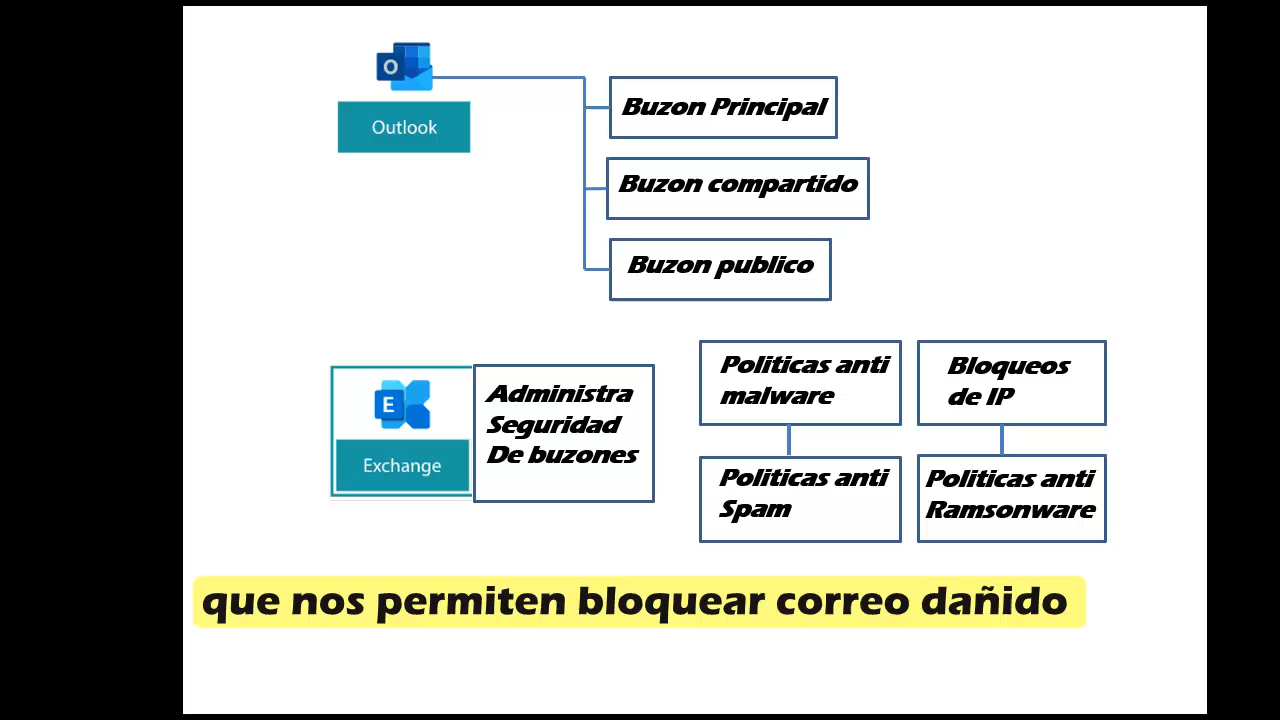 O
Outlook
Buzon Principal
Buzon compartido
Buzon publico
E
Exchange
Administra
Seguridad
De buzones
Politicas anti
malware
Bloqueos
de IP
Politicas anti
Spam
Politicas anti
Ramsonware
que nos permiten bloquear correo dañido